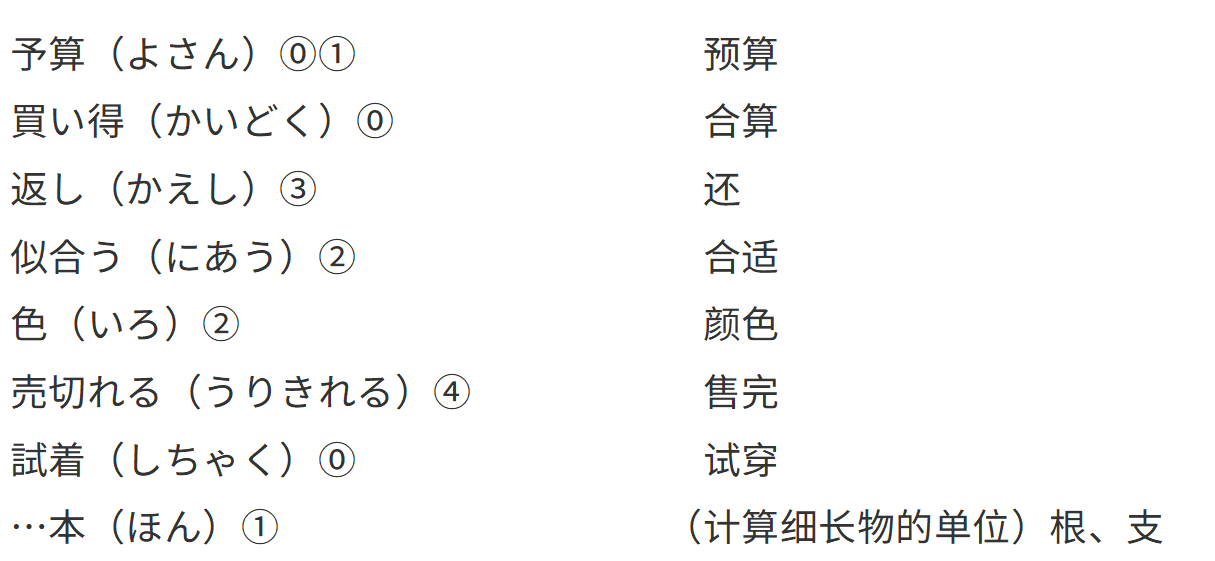 予算（よさん）⓪① 预算
買い得（かいどく）⓪ 合算
返し（かえし）③ 还
似合う（にあう）② 合适
色（いろ）② 颜色
売切れる（うりきれる）④ 售完
試着（しちゃく）⓪ 试穿
…本（ほん）① （计算细长物的单位）根、支